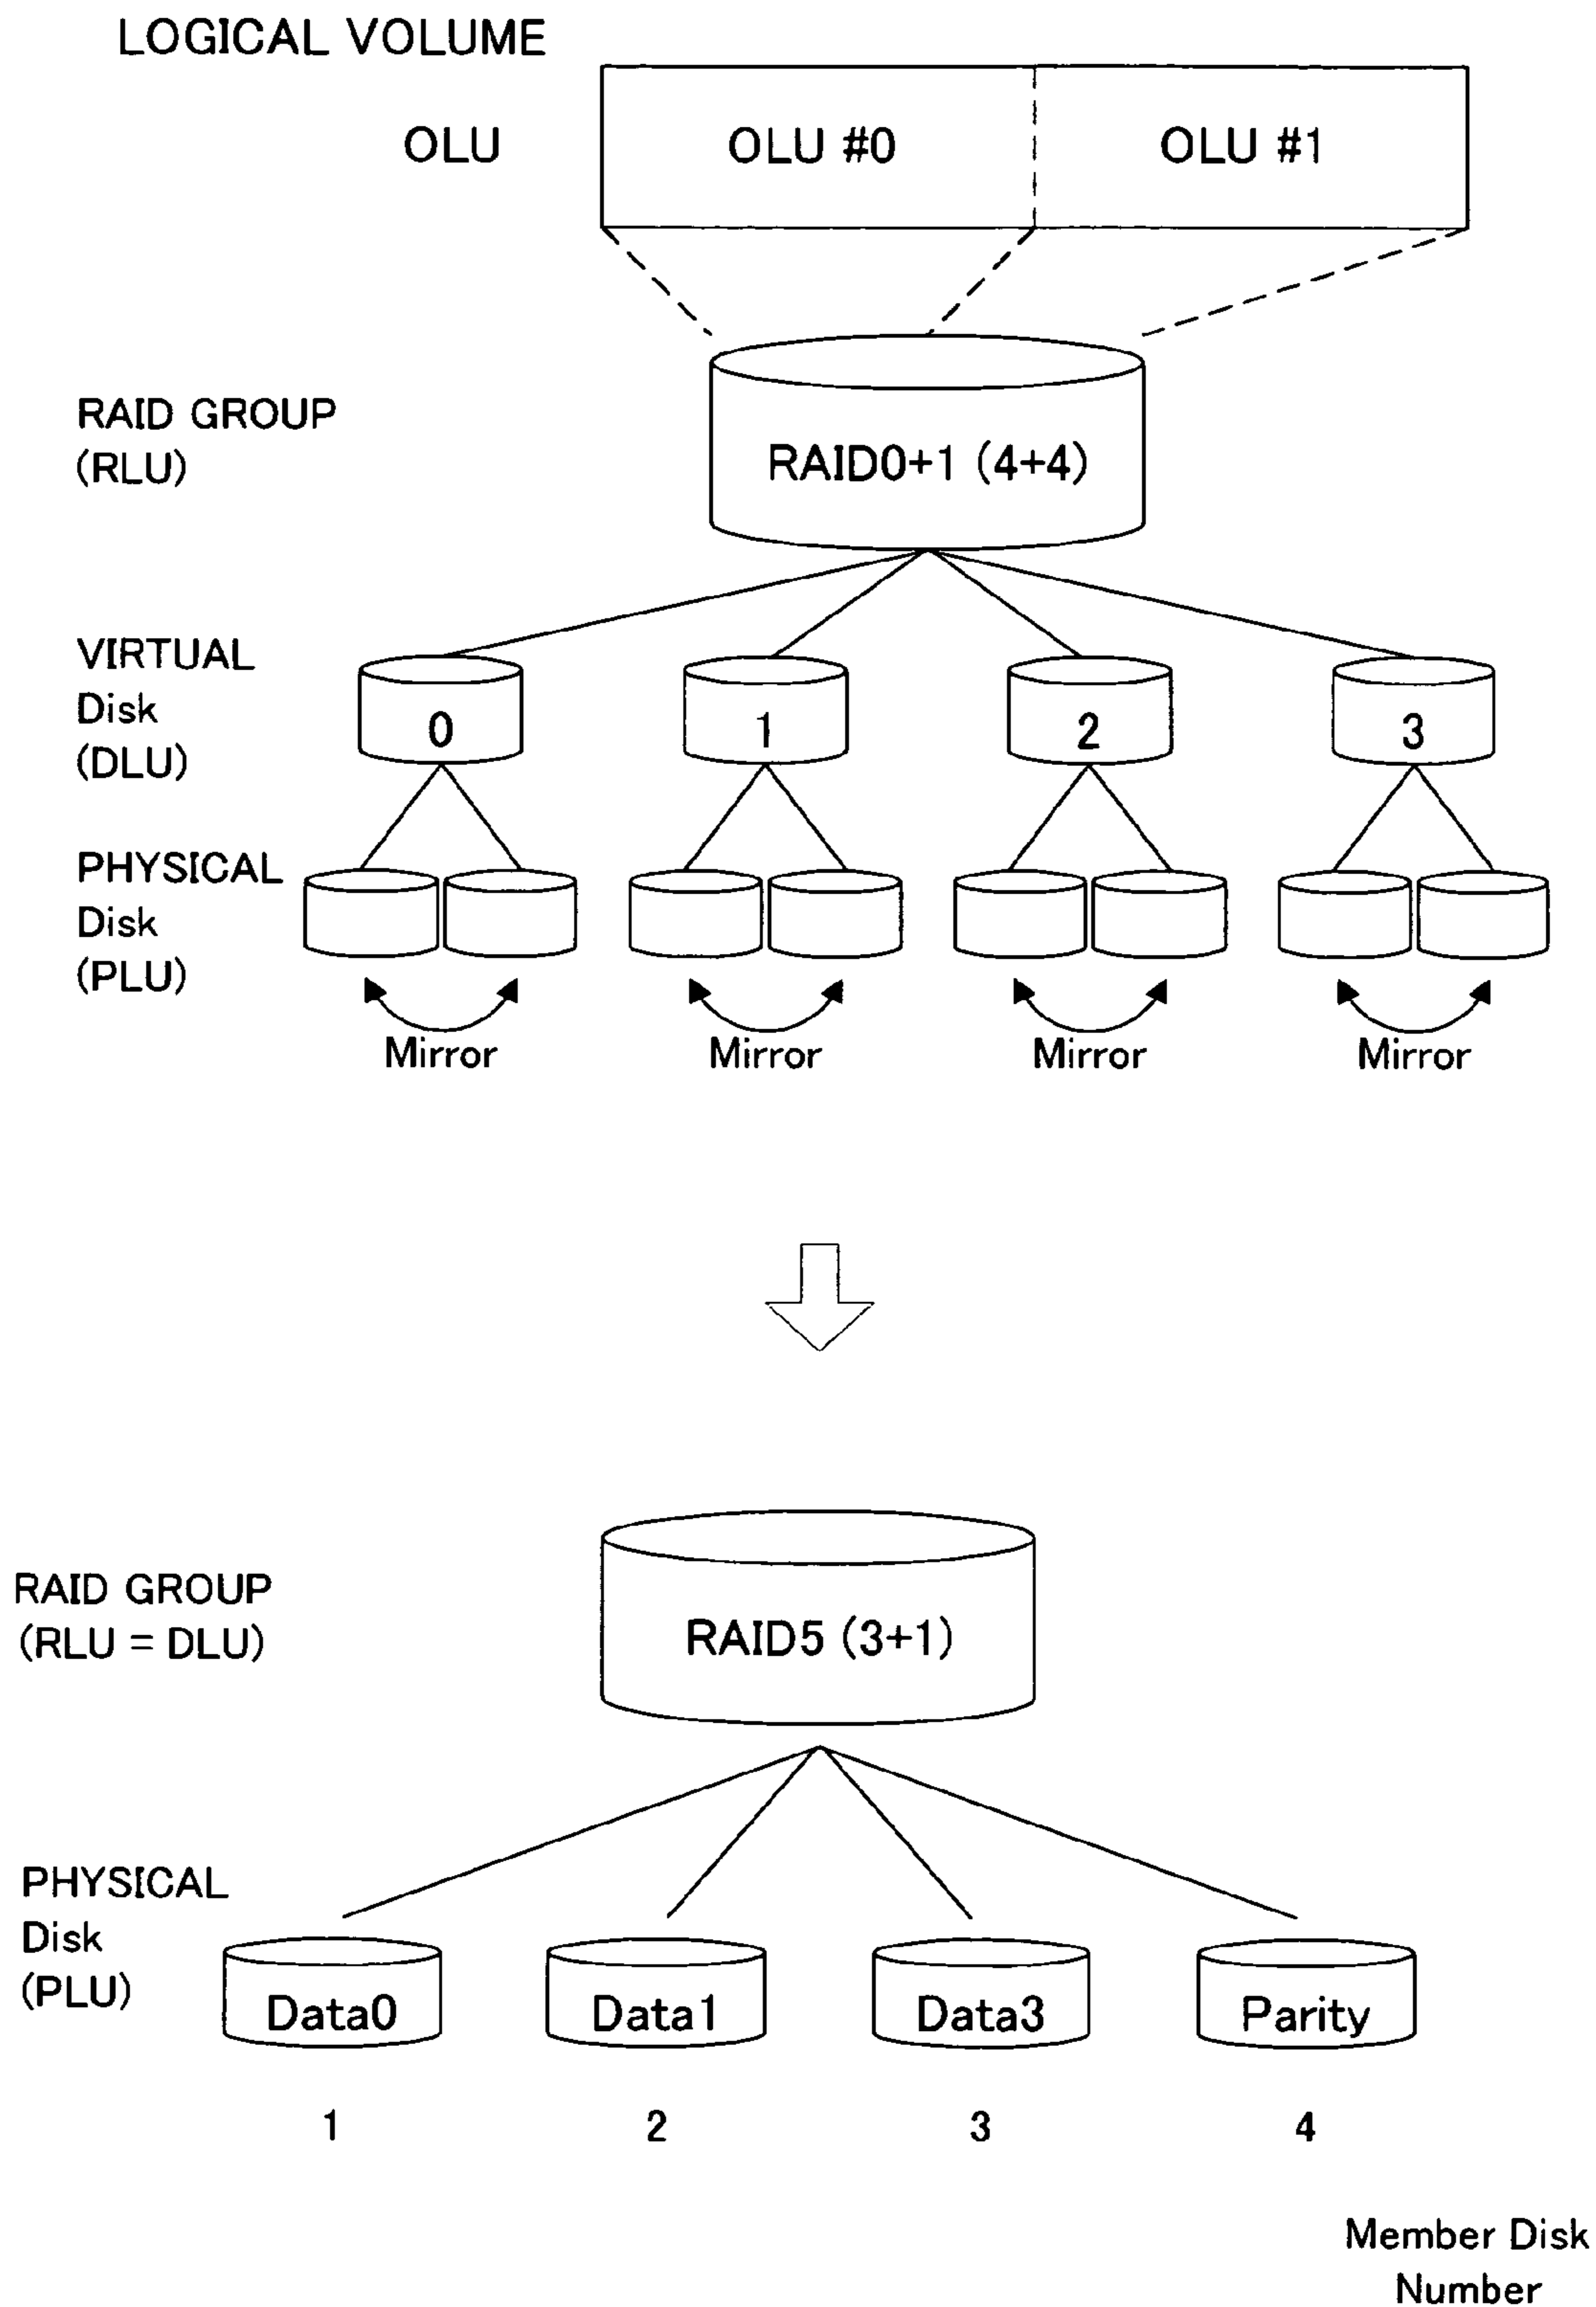 LOGICAL VOLUME
OLU
OLU #0
OLU #1
RAID GROUP
(RLU)
RAID0+1 (4+4)
VIRTUAL
Disk
(DLU)
0
1
2
3
PHYSICAL
Disk
(PLU)
Mirror
Mirror
Mirror
Mirror
RAID GROUP
(RLU = DLU)
RAID5 (3+1)
PHYSICAL
Disk
(PLU)
Data0
Data1
Data3
Parity
1
2
3
4
Member Disk
Number